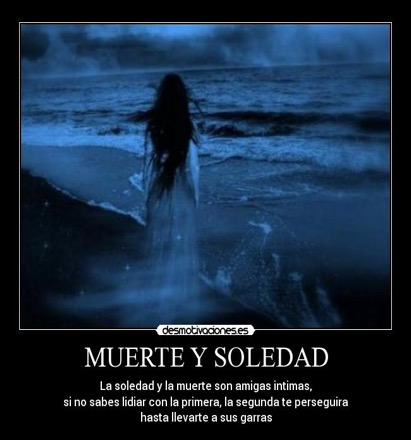 desmotivaciones.es
MUERTE Y SOLEDAD
La soledad y la muerte son amigas intimas,
si no sabes lidiar con la primera, la segunda te perseguira
hasta llevarte a sus garras